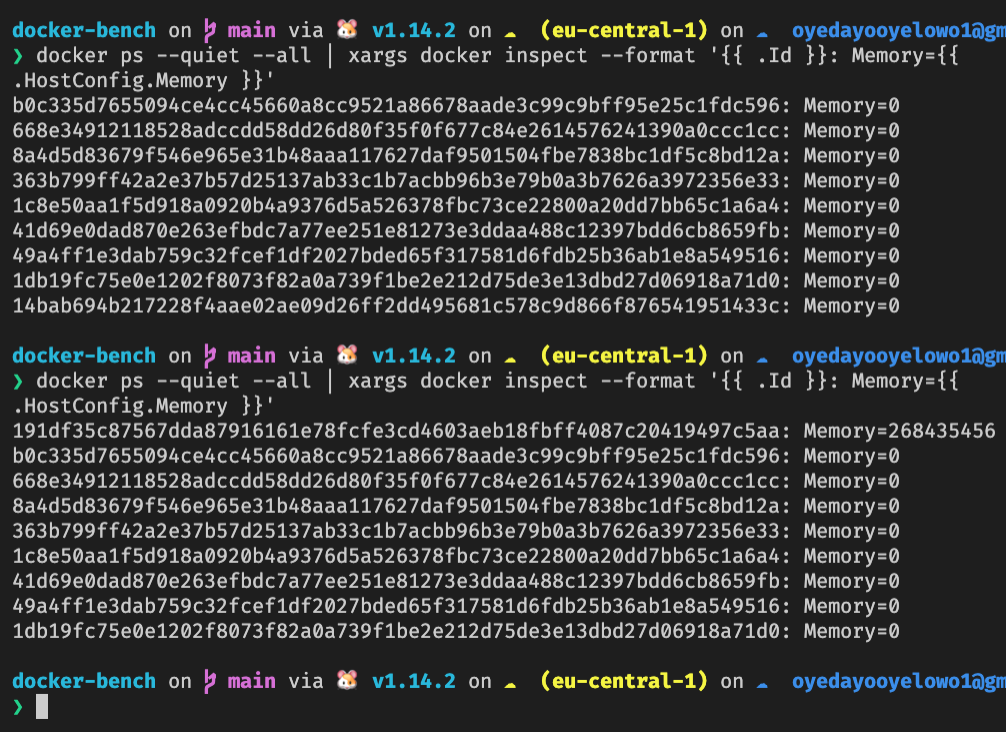 docker-bench on main via 🐹 v1.14.2 on ☁ (eu-central-1) on ☁ oyedayooyelowo1@gm
❯ docker ps --quiet --all | xargs docker inspect --format '{{ .Id }}: Memory={{
.HostConfig.Memory }}'
b0c335d7655094ce4cc45660a8cc9521a86678aade3c99c9bff95e25c1fdc596: Memory=0
668e34912118528adccdd58dd26d80f35f0f677c84e2614576241390a0ccc1cc: Memory=0
8a4d5d83679f546e965e31b48aaa117627daf9501504fbe7838bc1df5c8bd12a: Memory=0
363b799ff42a2e37b57d25137ab33c1b7acbb96b3e79b0a3b7626a3972356e33: Memory=0
1c8e50aa1f5d918a0920b4a9376d5a526378fbc73ce22800a20dd7bb65c1a6a4: Memory=0
41d69e0dad870e263efbdc7a77ee251e81273e3ddaa488c12397bdd6cb8659fb: Memory=0
49a4ff1e3dab759c32fcef1df2027bded65f317581d6fdb25b36ab1e8a549516: Memory=0
1db19fc75e0e1202f8073f82a0a739f1be2e212d75de3e13dbd27d06918a71d0: Memory=0
14bab694b217228f4aae02ae09d26ff2dd495681c578c9d866f876541951433c: Memory=0
docker-bench on main via 🐹 v1.14.2 on ☁ (eu-central-1) on ☁ oyedayooyelowo1@gm
❯ docker ps --quiet --all | xargs docker inspect --format '{{ .Id }}: Memory={{
.HostConfig.Memory }}'
191df35c87567dda87916161e78fcfe3cd4603aeb18fbff4087c20419497c5aa: Memory=268435456
b0c335d7655094ce4cc45660a8cc9521a86678aade3c99c9bff95e25c1fdc596: Memory=0
668e34912118528adccdd58dd26d80f35f0f677c84e2614576241390a0ccc1cc: Memory=0
8a4d5d83679f546e965e31b48aaa117627daf9501504fbe7838bc1df5c8bd12a: Memory=0
363b799ff42a2e37b57d25137ab33c1b7acbb96b3e79b0a3b7626a3972356e33: Memory=0
1c8e50aa1f5d918a0920b4a9376d5a526378fbc73ce22800a20dd7bb65c1a6a4: Memory=0
41d69e0dad870e263efbdc7a77ee251e81273e3ddaa488c12397bdd6cb8659fb: Memory=0
49a4ff1e3dab759c32fcef1df2027bded65f317581d6fdb25b36ab1e8a549516: Memory=0
1db19fc75e0e1202f8073f82a0a739f1be2e212d75de3e13dbd27d06918a71d0: Memory=0
docker-bench on main via 🐹 v1.14.2 on ☁ (eu-central-1) on ☁ oyedayooyelowo1@gm
❯